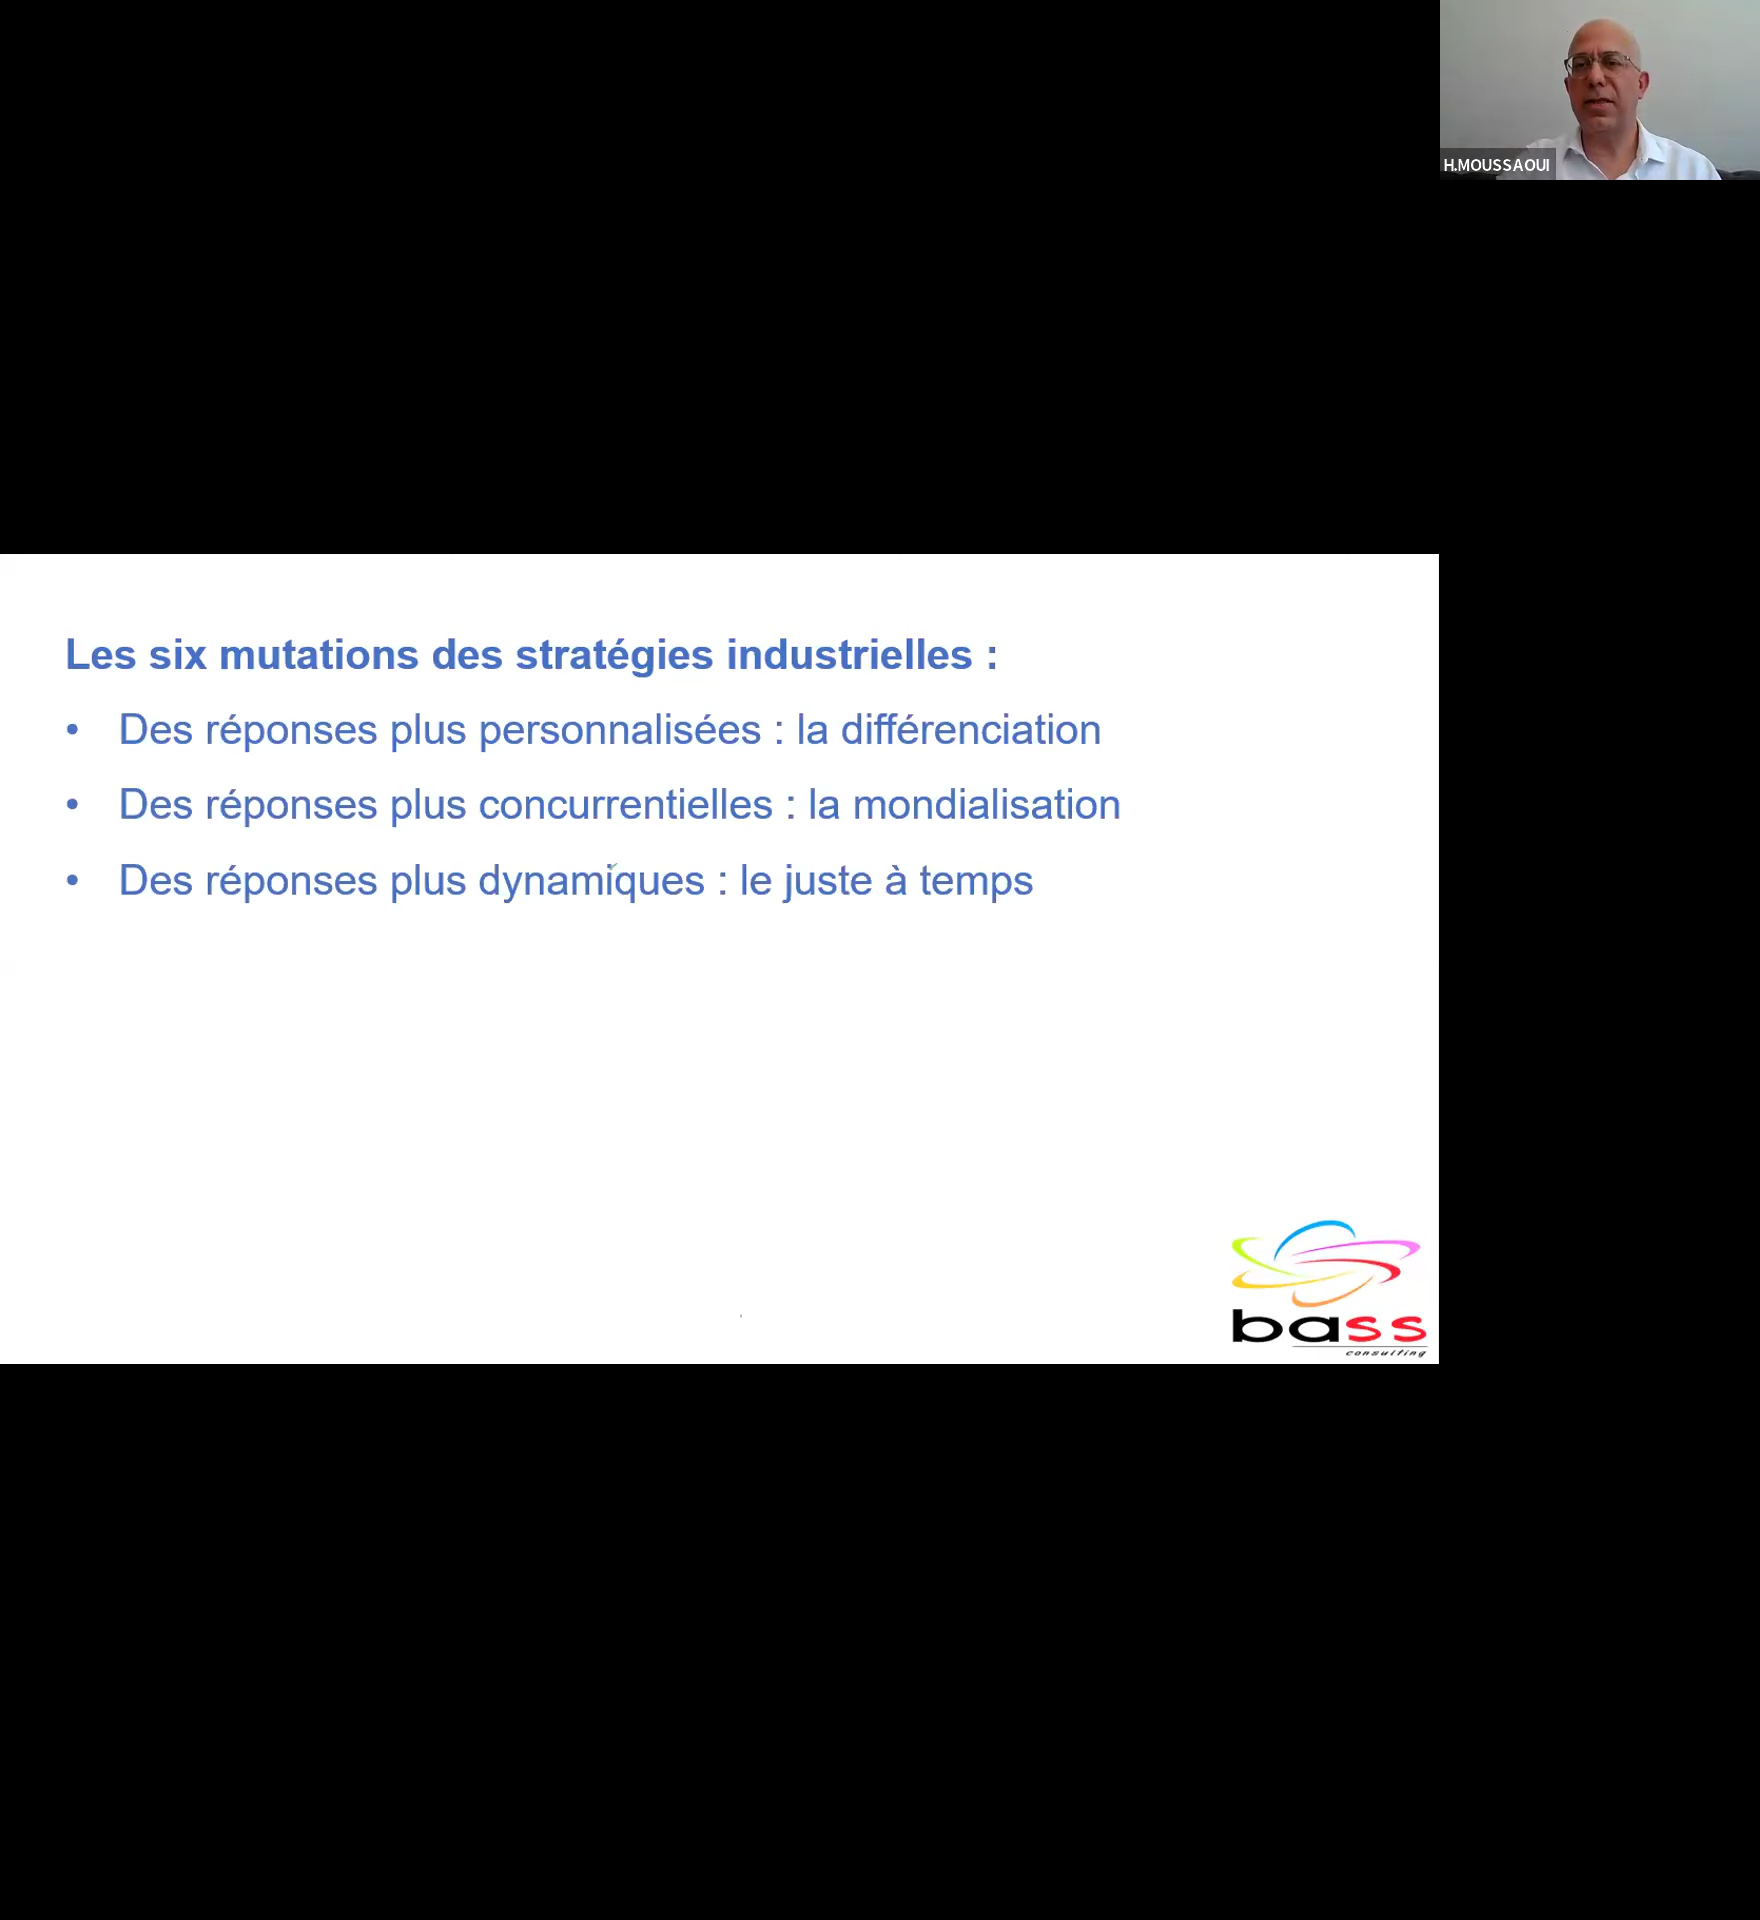 H.MOUSSAOUI
Les six mutations des stratégies industrielles :
• Des réponses plus personnalisées : la différenciation
• Des réponses plus concurrentielles : la mondialisation
• Des réponses plus dynamiques : le juste à temps
bass
consulting